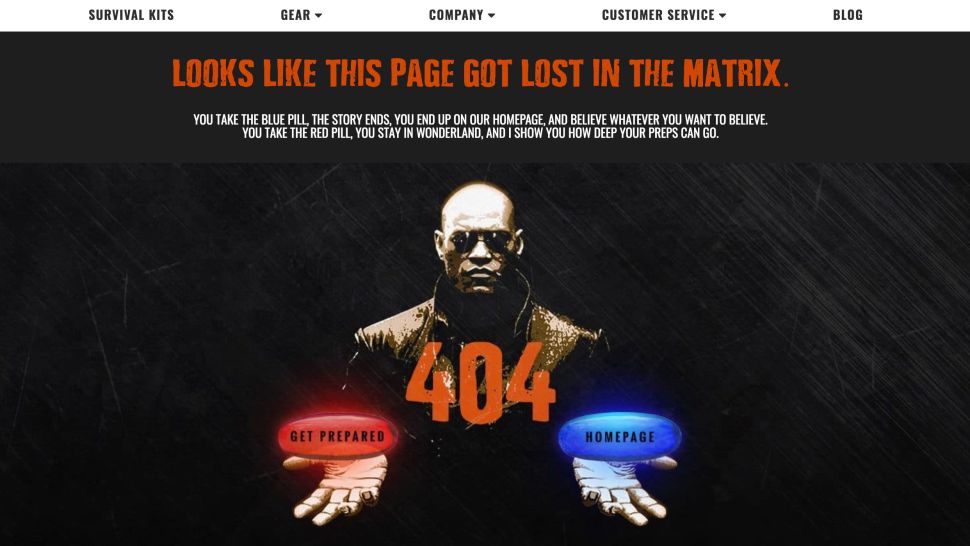 SURVIVAL KITS GEAR COMPANY CUSTOMER SERVICE BLOG
LOOKS LIKE THIS PAGE GOT LOST IN THE MATRIX.
YOU TAKE THE BLUE PILL, THE STORY ENDS, YOU END UP ON OUR HOMEPAGE, AND BELIEVE WHATEVER YOU WANT TO BELIEVE.
YOU TAKE THE RED PILL, YOU STAY IN WONDERLAND, AND I SHOW YOU HOW DEEP YOUR PREPS CAN GO.
404
GET PREPARED HOMEPAGE